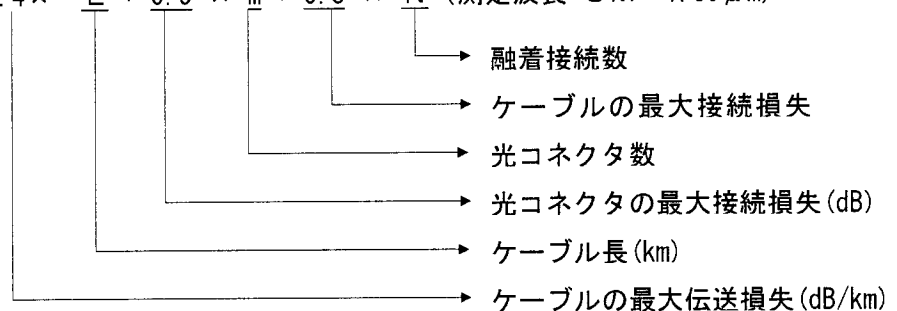 融着接続数
ケーブルの最大接続損失
光コネクタ数
光コネクタの最大接続損失(dB)
ケーブル長(km)
ケーブルの最大伝送損失(dB/km)